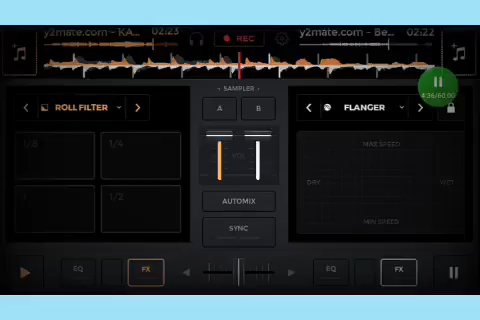 y2mate.com - KA... 02:23
REC
y2mate.com - Be... 02:22
4:36/60:00
SAMPLER
A B
ROLL FILTER
FLANGER
1/8 1/4
1 1/2
MAX SPEED
DRY WET
MIN SPEED
AUTOMIX
SYNC
EQ FX
EQ FX